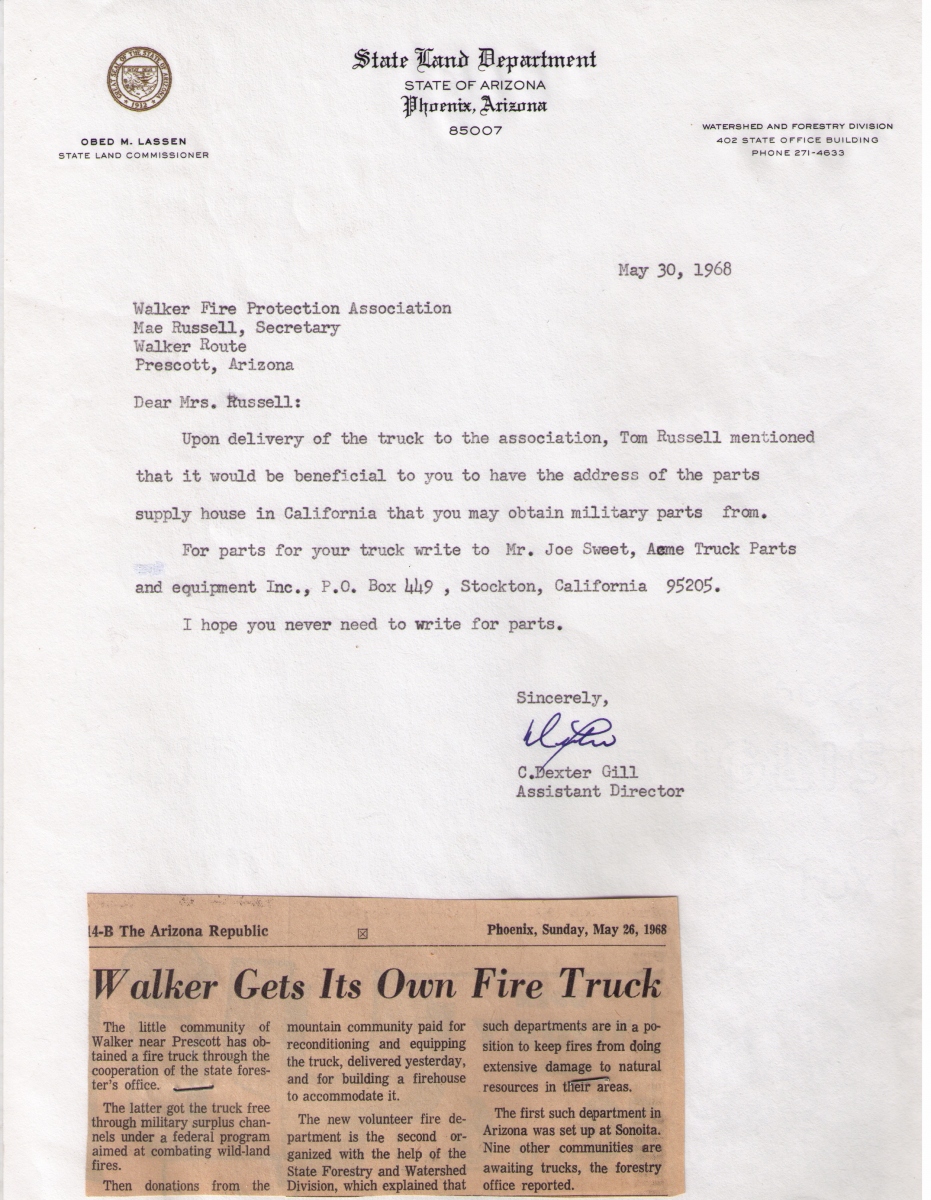 GREAT SEAL OF THE STATE OF ARIZONA
1912
State Land Department
STATE OF ARIZONA
Phoenix, Arizona
85007
OBED M. LASSEN
STATE LAND COMMISSIONER
WATERSHED AND FORESTRY DIVISION
402 STATE OFFICE BUILDING
PHONE 271-4633
May 30, 1968
Walker Fire Protection Association
Mae Russell, Secretary
Walker Route
Prescott, Arizona
Dear Mrs. Russell:
Upon delivery of the truck to the association, Tom Russell mentioned
that it would be beneficial to you to have the address of the parts
supply house in California that you may obtain military parts from.
For parts for your truck write to Mr. Joe Sweet, Acme Truck Parts
and equipment Inc., P.O. Box 449 , Stockton, California 95205.
I hope you never need to write for parts.
Sincerely,
C.Dexter Gill
Assistant Director
14-B The Arizona Republic
Phoenix, Sunday, May 26, 1968
Walker Gets Its Own Fire Truck
The little community of
Walker near Prescott has ob-
tained a fire truck through the
cooperation of the state fores-
ter's office.
The latter got the truck free
through military surplus chan-
nels under a federal program
aimed at combating wild-land
fires.
Then donations from the
mountain community paid for
reconditioning and equipping
the truck, delivered yesterday,
and for building a firehouse
to accommodate it.
The new volunteer fire de-
partment is the second or-
ganized with the help of the
State Forestry and Watershed
Division, which explained that
such departments are in a po-
sition to keep fires from doing
extensive damage to natural
resources in their areas.
The first such department in
Arizona was set up at Sonoita.
Nine other communities are
awaiting trucks, the forestry
office reported.